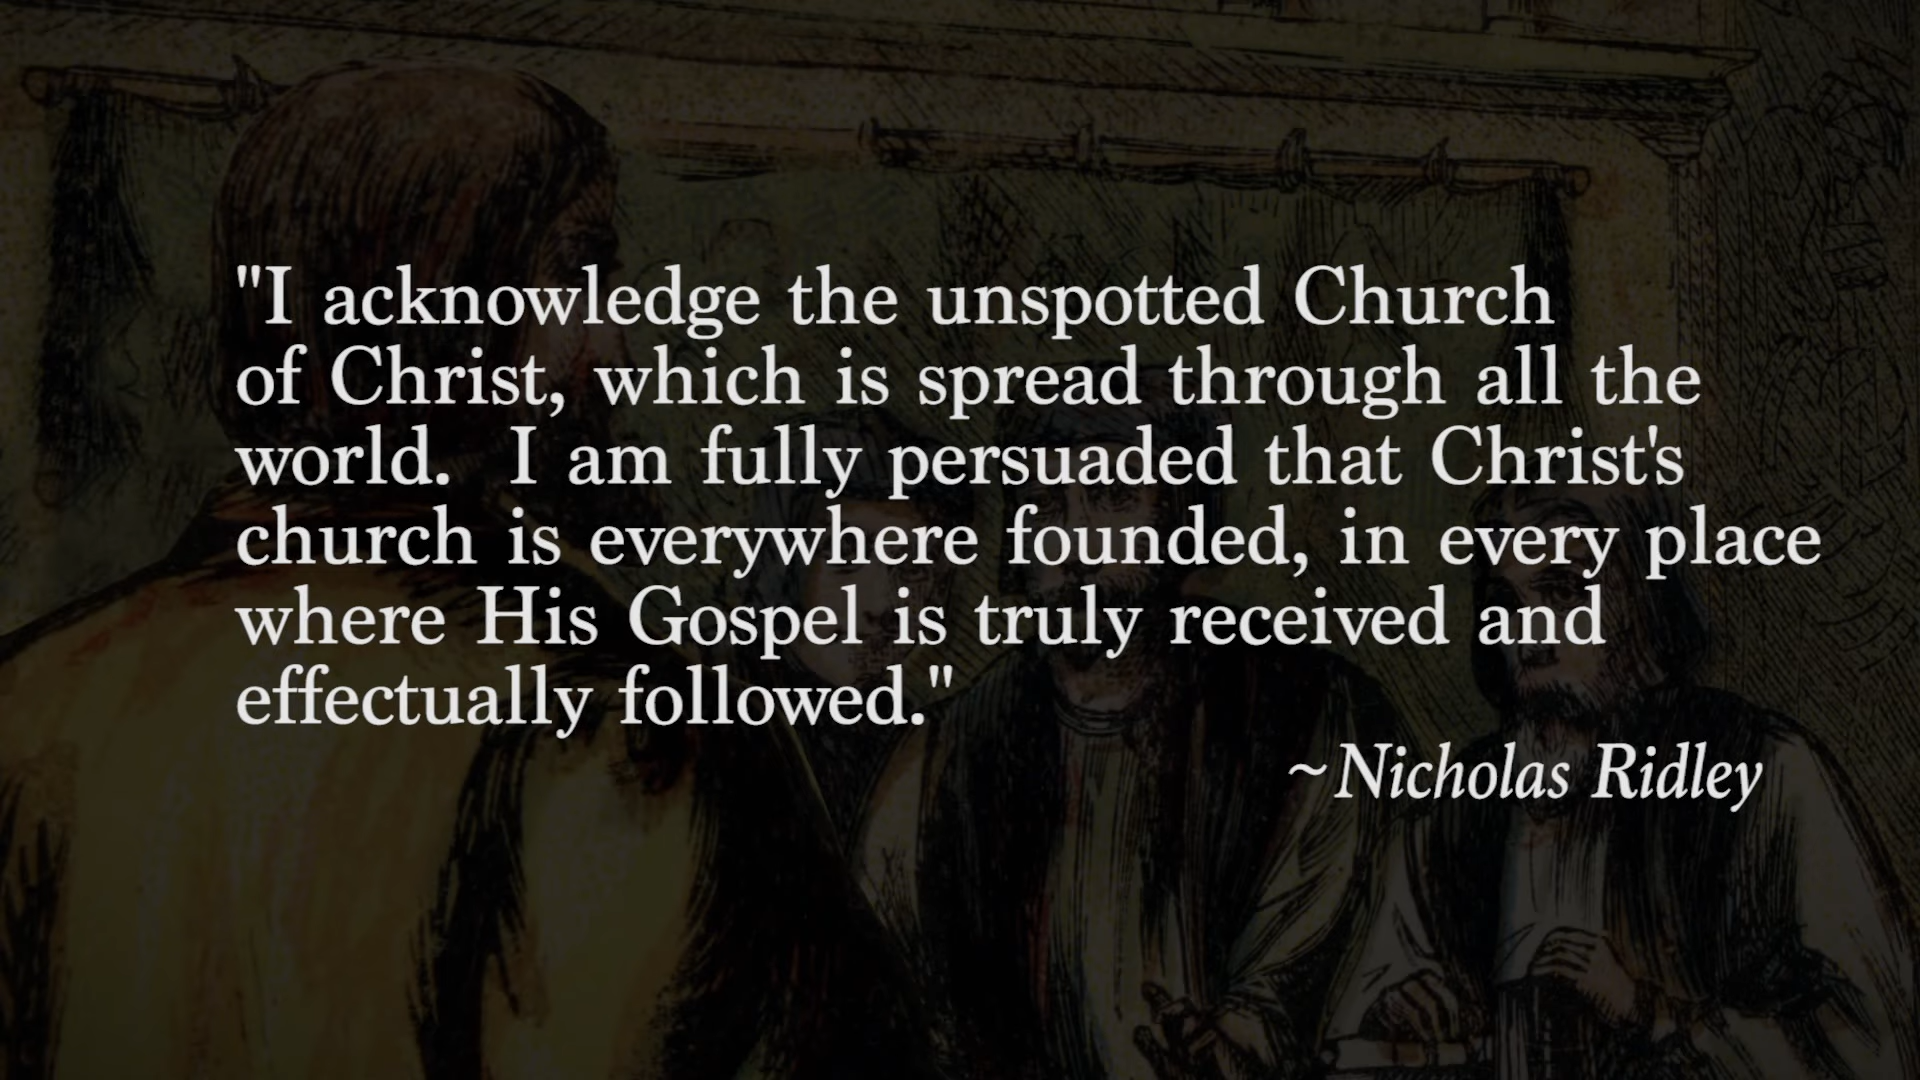 "I acknowledge the unspotted Church
of Christ, which is spread through all the
world.  I am fully persuaded that Christ's
church is everywhere founded, in every place
where His Gospel is truly received and
effectually followed."
~Nicholas Ridley